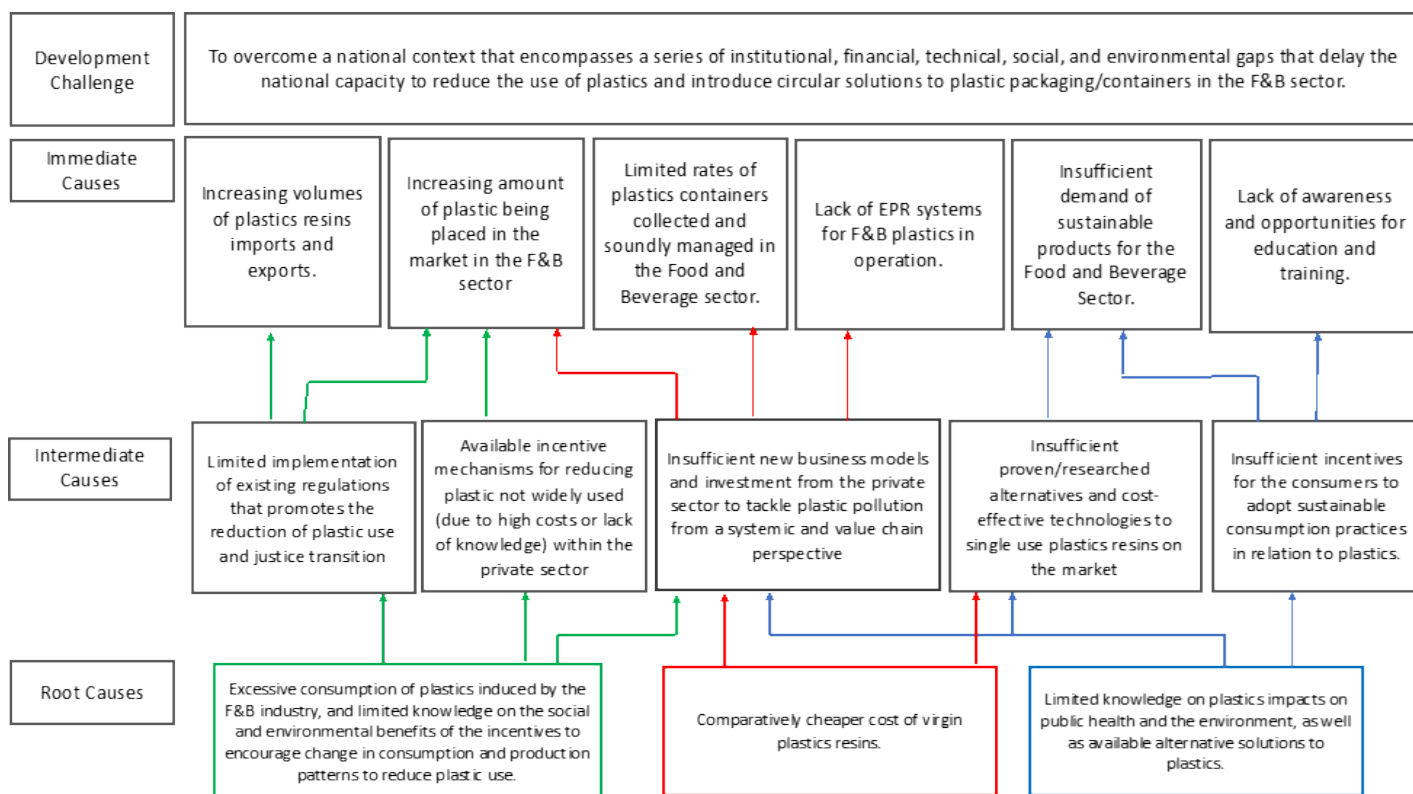 Development
Challenge
To overcome a national context that encompasses a series of institutional, financial, technical, social, and environmental gaps that delay the
national capacity to reduce the use of plastics and introduce circular solutions to plastic packaging/containers in the F&B sector.
Immediate
Causes
Increasing volumes
of plastics resins
imports and
exports.
Increasing amount
of plastic being
placed in the
market in the F&B
sector
Limited rates of
plastics containers
collected and
soundly managed in
the Food and
Beverage sector.
Lack of EPR systems
for F&B plastics in
operation.
Insufficient
demand of
sustainable
products for the
Food and Beverage
Sector.
Lack of awareness
and opportunities for
education and
training.
Intermediate
Causes
Limited implementation
of existing regulations
that promotes the
reduction of plastic use
and justice transition
Available incentive
mechanisms for reducing
plastic not widely used
(due to high costs or lack
of knowledge) within the
private sector
Insufficient new business models
and investment from the private
sector to tackle plastic pollution
from a systemic and value chain
perspective
Insufficient
proven/researched
alternatives and cost-
effective technologies to
single use plastics resins on
the market
Insufficient incentives
for the consumers to
adopt sustainable
consumption practices
in relation to plastics.
Root Causes
Excessive consumption of plastics induced by the
F&B industry, and limited knowledge on the social
and environmental benefits of the incentives to
encourage change in consumption and production
patterns to reduce plastic use.
Comparatively cheaper cost of virgin
plastics resins.
Limited knowledge on plastics impacts on
public health and the environment, as well
as available alternative solutions to
plastics.